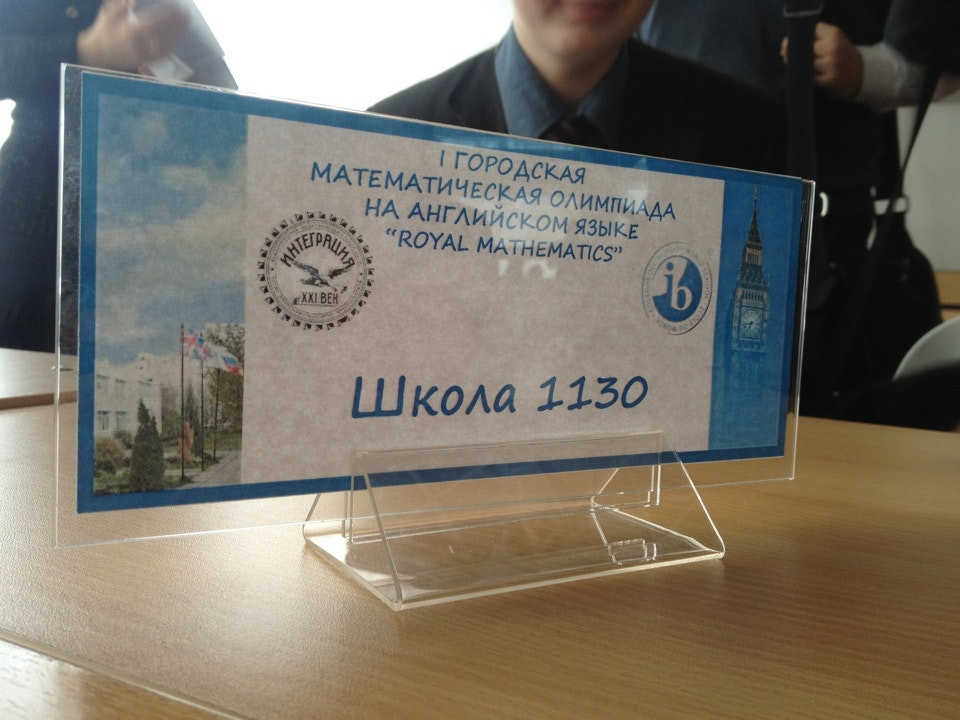 I ГОРОДСКАЯ
МАТЕМАТИЧЕСКАЯ ОЛИМПИАДА
НА АНГЛИЙСКОМ ЯЗЫКЕ
“ROYAL MATHEMATICS”
ИНТЕГРАЦИЯ
XXI ВЕК
ib
Школа 1130